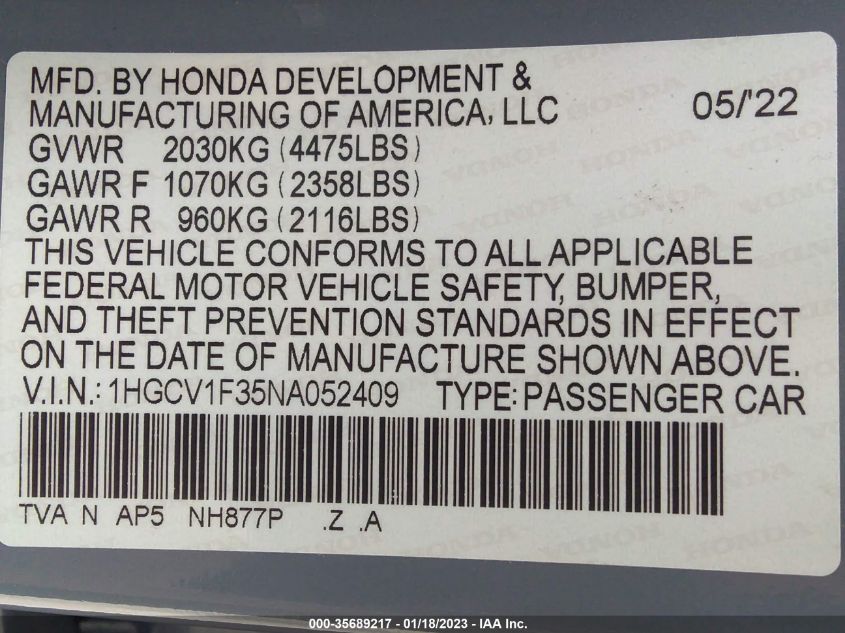 MFD. BY HONDA DEVELOPMENT &
MANUFACTURING OF AMERICA, LLC 05/'22
GVWR 2030KG (4475LBS)
GAWR F 1070KG (2358LBS)
GAWR R 960KG (2116LBS)
THIS VEHICLE CONFORMS TO ALL APPLICABLE
FEDERAL MOTOR VEHICLE SAFETY, BUMPER,
AND THEFT PREVENTION STANDARDS IN EFFECT
ON THE DATE OF MANUFACTURE SHOWN ABOVE.
V.I.N.: 1HGCV1F35NA052409 TYPE: PASSENGER CAR
TVA N AP5 NH877P .Z .A
000-35689217 - 01/18/2023 - IAA Inc.